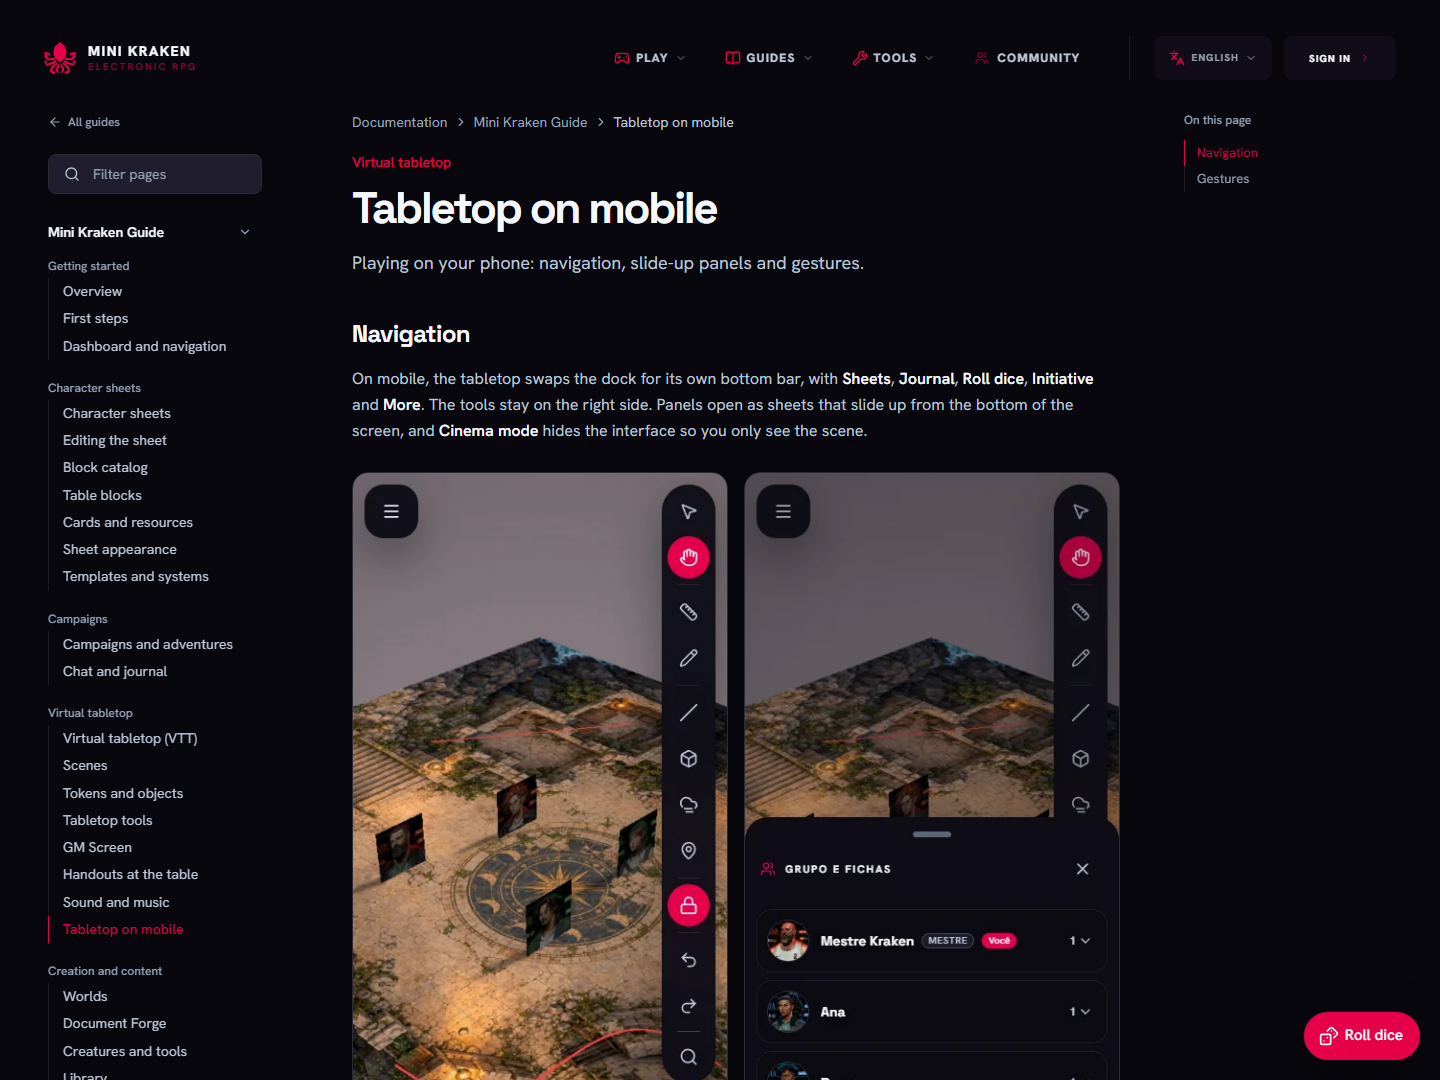 MINI KRAKEN
ELECTRONIC RPG
PLAY
GUIDES
TOOLS
COMMUNITY
ENGLISH
SIGN IN
All guides
Filter pages
Mini Kraken Guide
Getting started
Overview
First steps
Dashboard and navigation
Character sheets
Character sheets
Editing the sheet
Block catalog
Table blocks
Cards and resources
Sheet appearance
Templates and systems
Campaigns
Campaigns and adventures
Chat and journal
Virtual tabletop
Virtual tabletop (VTT)
Scenes
Tokens and objects
Tabletop tools
GM Screen
Handouts at the table
Sound and music
Tabletop on mobile
Creation and content
Worlds
Document Forge
Creatures and tools
Library
Documentation > Mini Kraken Guide > Tabletop on mobile
Virtual tabletop
Tabletop on mobile
Playing on your phone: navigation, slide-up panels and gestures.
Navigation
On mobile, the tabletop swaps the dock for its own bottom bar, with Sheets, Journal, Roll dice, Initiative
and More. The tools stay on the right side. Panels open as sheets that slide up from the bottom of the
screen, and Cinema mode hides the interface so you only see the scene.
GRUPO E FICHAS
Mestre Kraken MESTRE Você 1
Ana 1
On this page
Navigation
Gestures
Roll dice